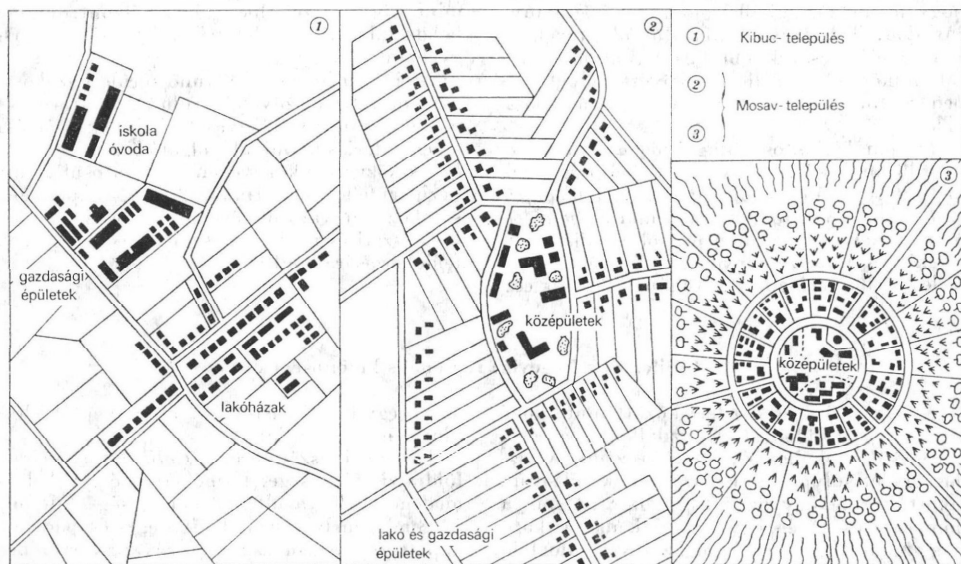 ①
iskola
óvoda
gazdasági
épületek
lakóházak
②
középületek
lakó és gazdasági
épületek
① Kibuc-település
②
Mosav-település
③
③
középületek